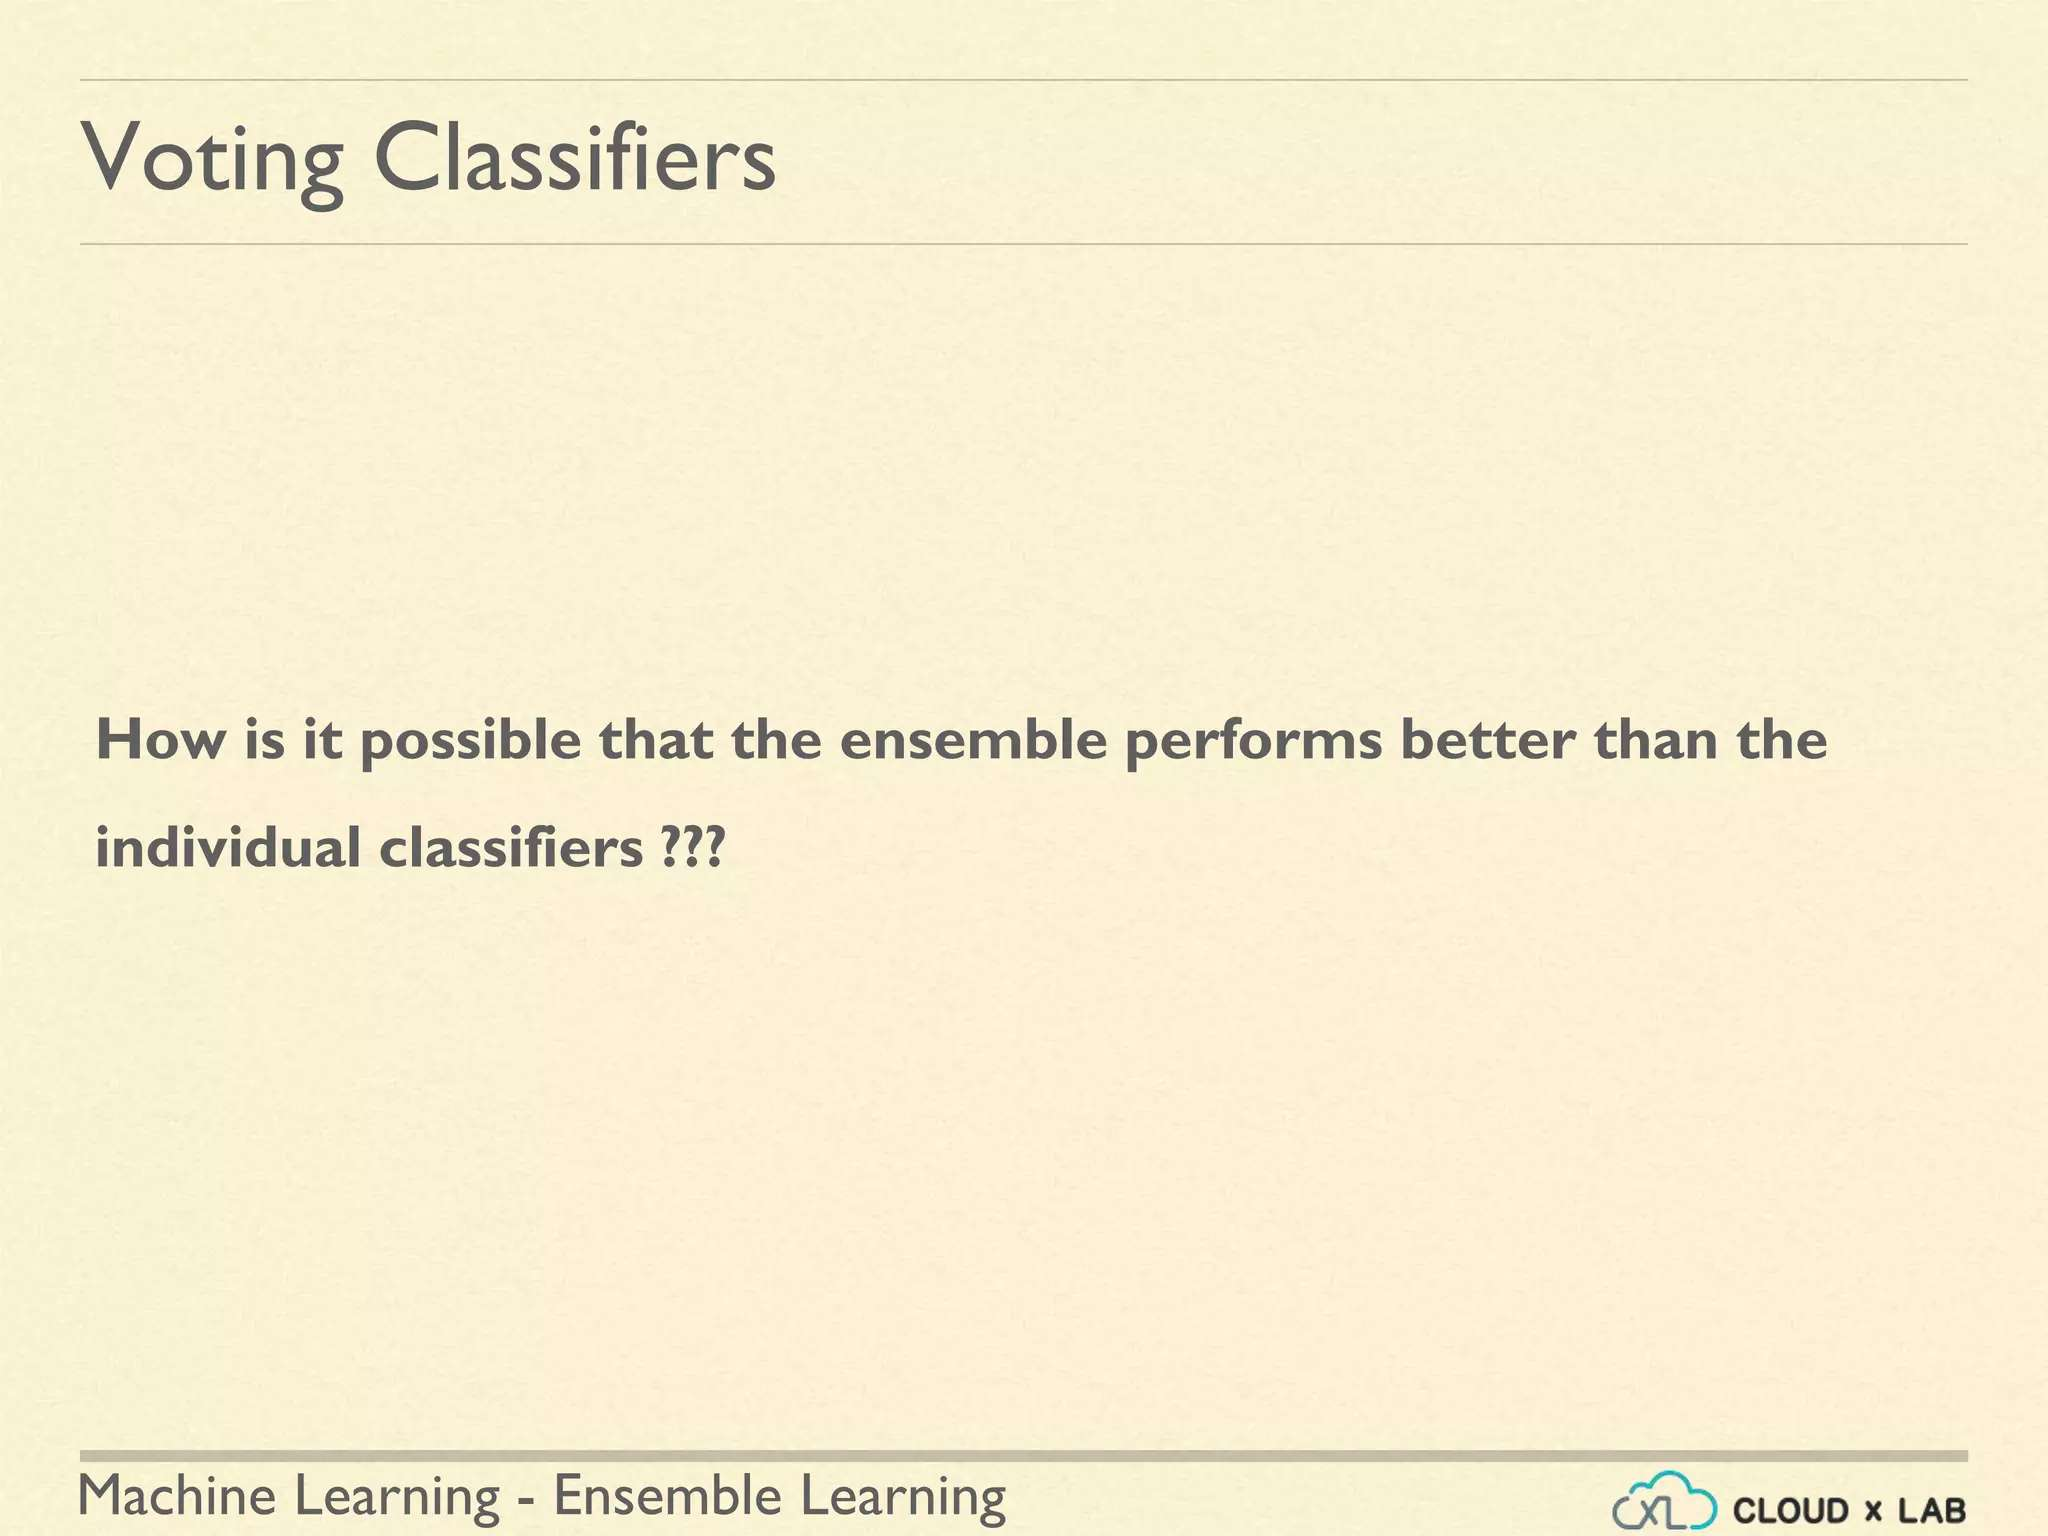 Voting Classifiers
How is it possible that the ensemble performs better than the
individual classifiers ???
Machine Learning - Ensemble Learning
XL CLOUD x LAB